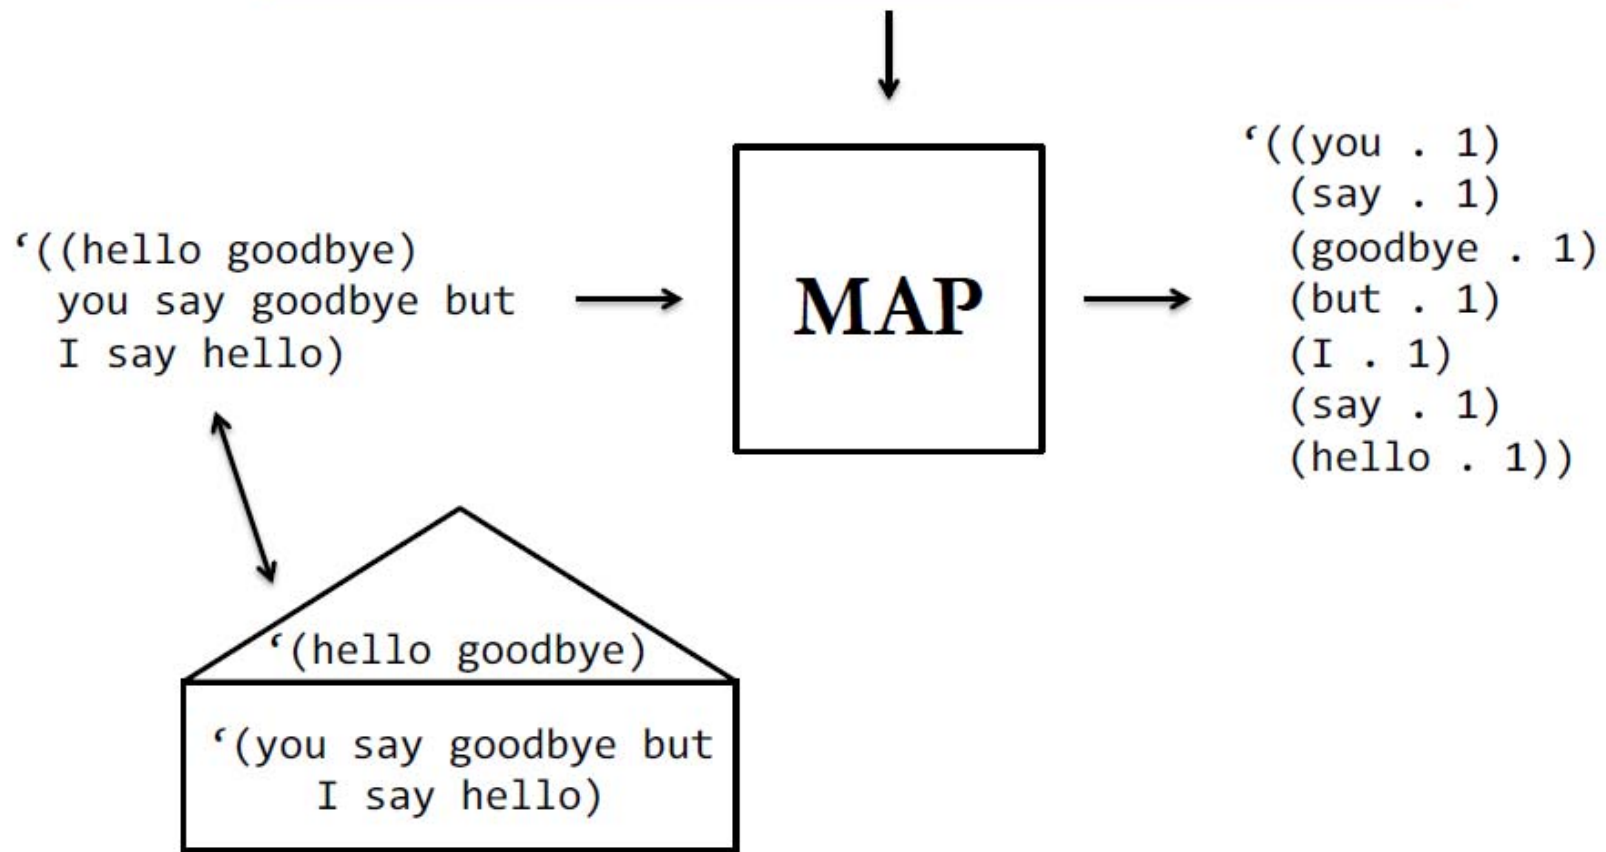 ‘((hello goodbye)
you say goodbye but
I say hello)
MAP
‘((you . 1)
(say . 1)
(goodbye . 1)
(but . 1)
(I . 1)
(say . 1)
(hello . 1))
‘(hello goodbye)
‘(you say goodbye but
I say hello)